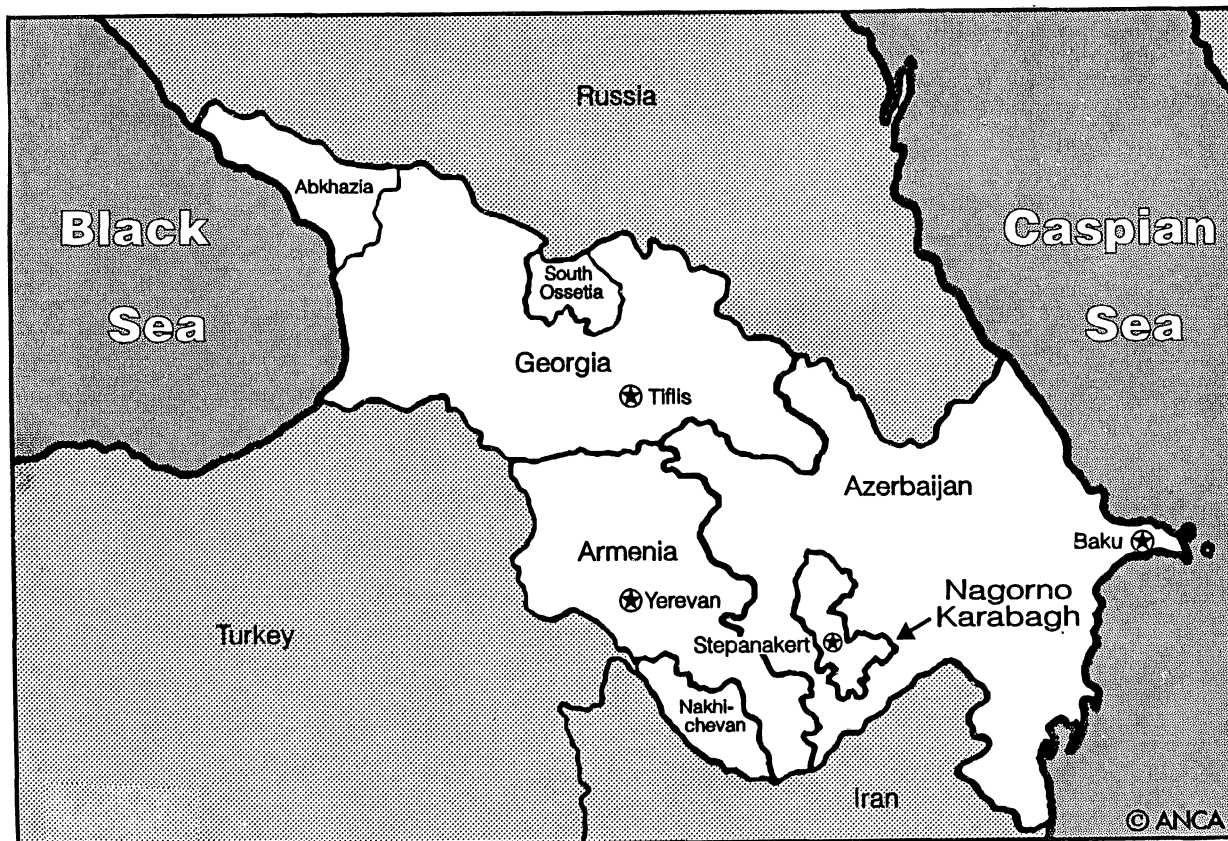 Russia
Abkhazia
Black
Sea
Caspian
Sea
South
Ossetia
Georgia
Tiflis
Azerbaijan
Baku
Armenia
Yerevan
Nagorno
Karabagh
Stepanakert
Turkey
Nakhi-
chevan
Iran
© ANCA